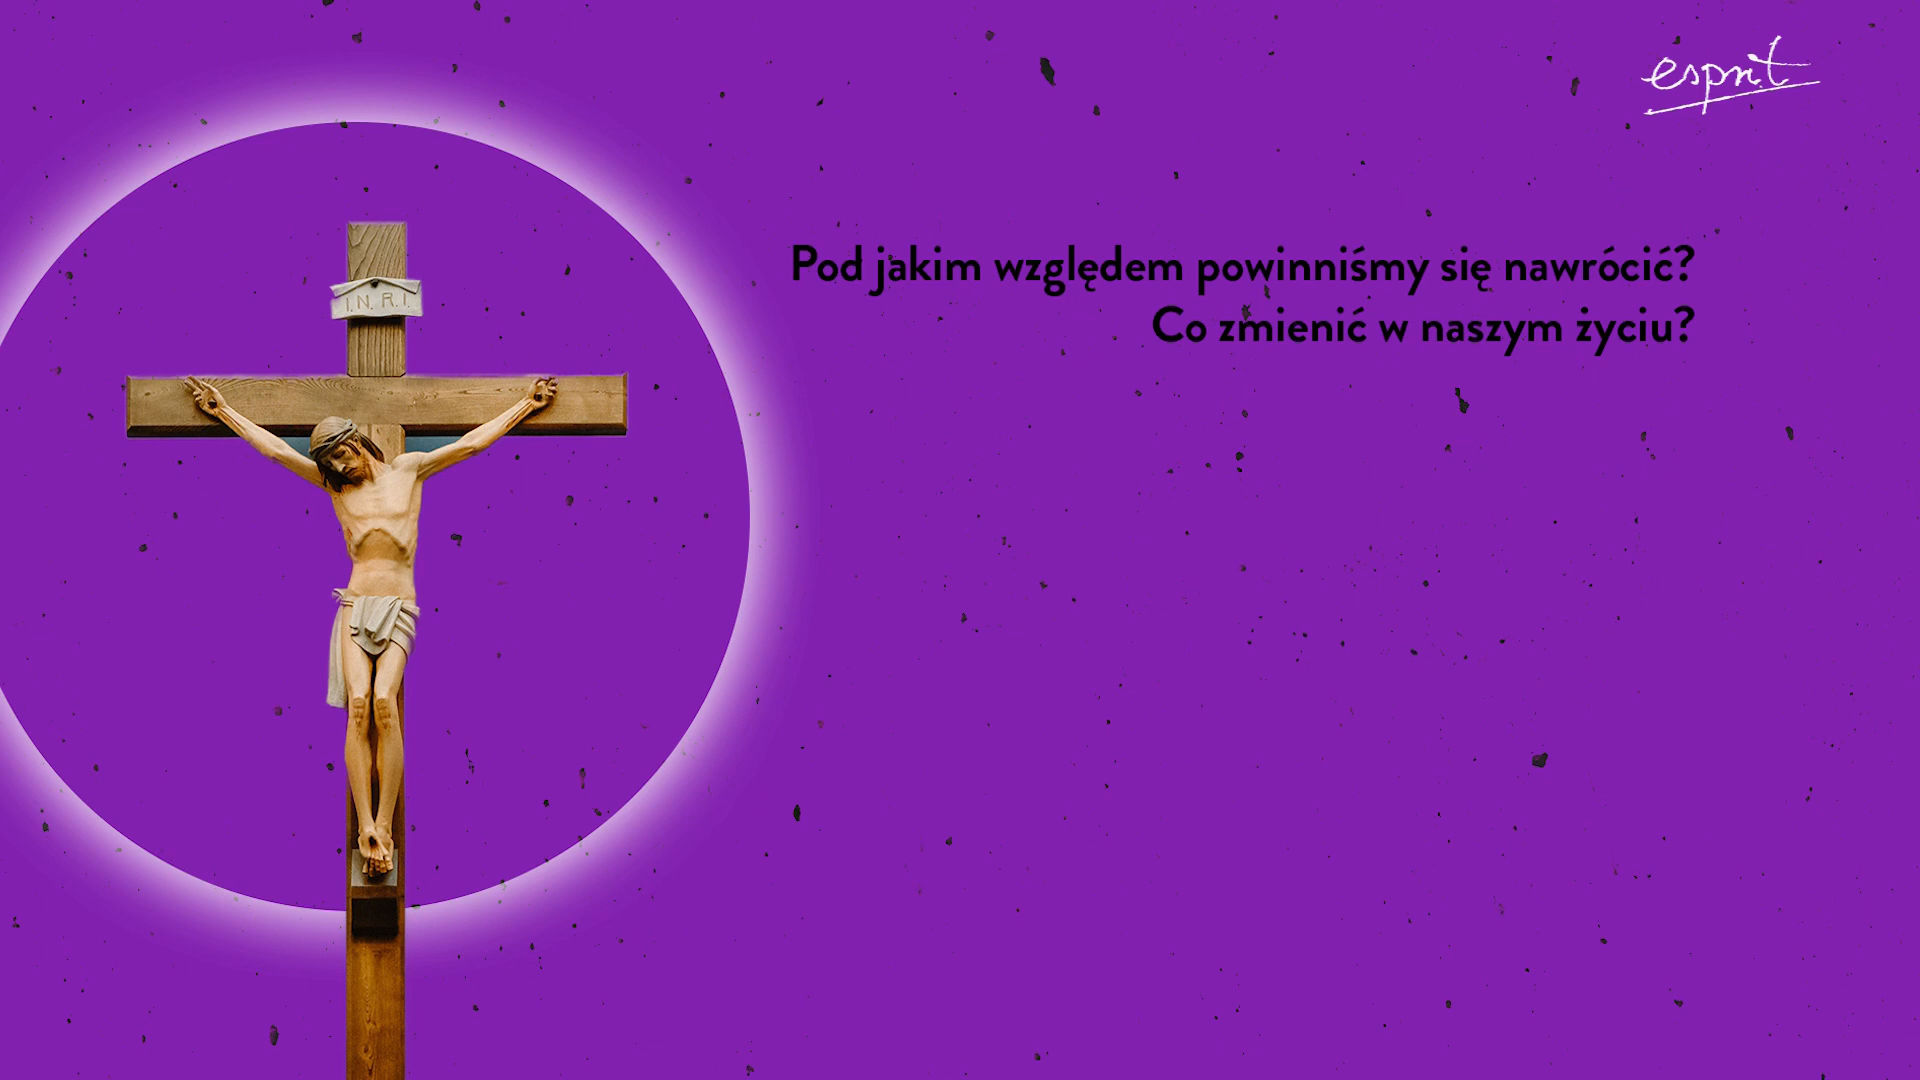 esprit
I.N.R.I.
Pod jakim względem powinniśmy się nawrócić?
Co zmienić w naszym życiu?